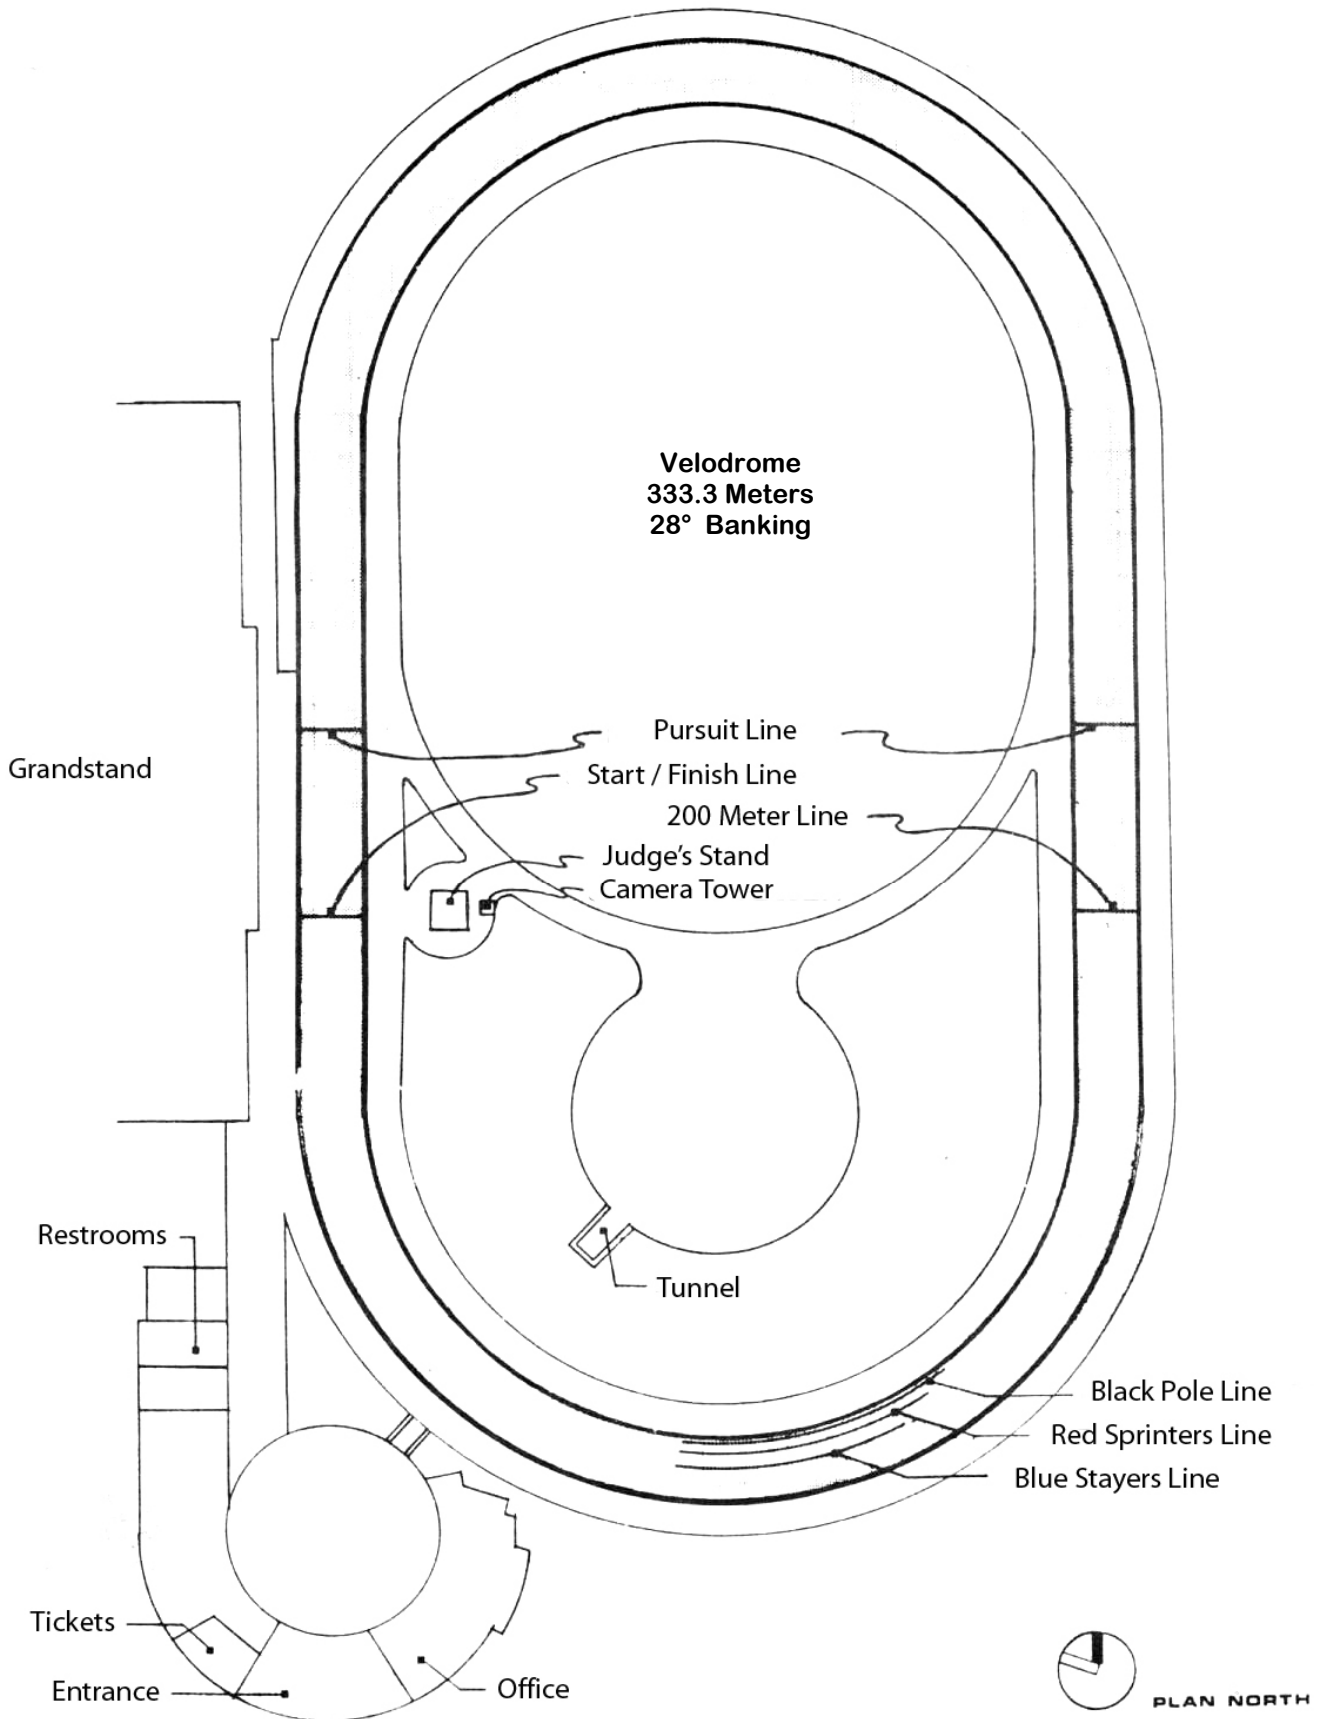 Velodrome
333.3 Meters
28° Banking
Pursuit Line
Grandstand
Start / Finish Line
200 Meter Line
Judge's Stand
Camera Tower
Restrooms
Tunnel
Black Pole Line
Red Sprinters Line
Blue Stayers Line
Tickets
Entrance
Office
PLAN NORTH